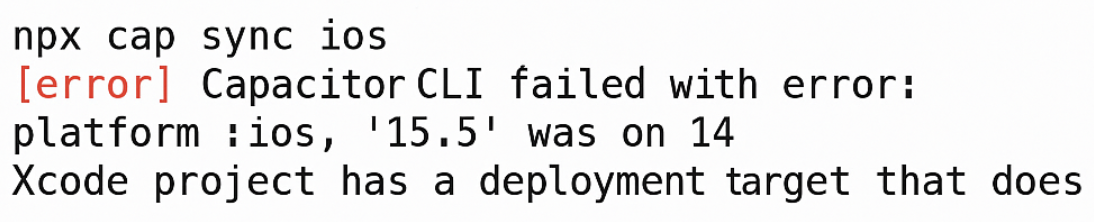 npx cap sync ios
[error] Capacitor CLI failed with error:
platform :ios, '15.5' was on 14
Xcode project has a deployment target that does